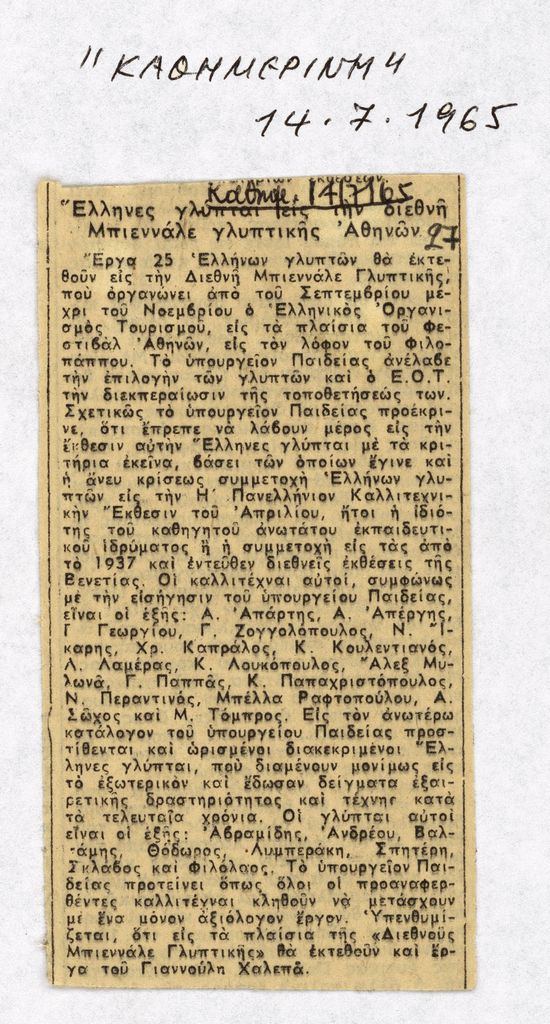 "ΚΑΘΗΜΕΡΙΝΗ"
14.7.1965
Καθημ. 14/7/65
Ἕλληνες γλύπται εἰς τὴν διεθνῆ
Μπιεννάλε γλυπτικῆς Ἀθηνῶν 27
Ἔργα 25 Ἑλλήνων γλυπτῶν θὰ ἐκτε-
θοῦν εἰς τὴν Διεθνῆ Μπιεννάλε Γλυπτικῆς,
ποὺ ὀργανώνει ἀπὸ τοῦ Σεπτεμβρίου μέ-
χρι τοῦ Νοεμβρίου ὁ Ἑλληνικὸς Ὀργανι-
σμὸς Τουρισμοῦ, εἰς τὰ πλαίσια τοῦ Φε-
στιβὰλ Ἀθηνῶν, εἰς τὸν λόφον τοῦ Φιλο-
πάππου. Τὸ ὑπουργεῖον Παιδείας ἀνέλαβε
τὴν ἐπιλογὴν τῶν γλυπτῶν καὶ ὁ Ε.Ο.Τ.
τὴν διεκπεραίωσιν τῆς τοποθετήσεώς των.
Σχετικῶς τὸ ὑπουργεῖον Παιδείας προέκρι-
νε, ὅτι ἔπρεπε νὰ λάβουν μέρος εἰς τὴν
ἔκθεσιν αὐτὴν Ἕλληνες γλύπται μὲ τὰ κρι-
τήρια ἐκεῖνα, βάσει τῶν ὁποίων ἔγινε καὶ
ἡ ἄνευ κρίσεως συμμετοχὴ Ἑλλήνων γλυ-
πτῶν εἰς τὴν Η΄ Πανελλήνιον Καλλιτεχνι-
κὴν Ἔκθεσιν τοῦ Ἀπριλίου, ἤτοι ἡ ἰδιό-
της τοῦ καθηγητοῦ ἀνωτάτου ἐκπαιδευτι-
κοῦ ἱδρύματος ἢ ἡ συμμετοχὴ εἰς τὰς ἀπὸ
τὸ 1937 καὶ ἐντεῦθεν διεθνεῖς ἐκθέσεις τῆς
Βενετίας. Οἱ καλλιτέχναι αὐτοί, συμφώνως
μὲ τὴν εἰσήγησιν τοῦ ὑπουργείου Παιδείας,
εἶναι οἱ ἑξῆς: Α. Ἀπάρτης, Α. Ἀπέργης,
Γ Γεωργίου, Γ. Ζογγολόπουλος, Ν. Ἴ-
καρης, Χρ. Καπράλος, Κ. Κουλεντιανός,
Λ. Λαμέρας, Κ. Λουκόπουλος, Ἄλεξ Μυ-
λωνᾶ, Γ. Παππᾶς, Κ. Παπαχριστόπουλος,
Ν. Περαντινός, Μπέλλα Ραφτοπούλου, Α.
Σῶχος καὶ Μ. Τόμπρος. Εἰς τὸν ἀνωτέρω
κατάλογον τοῦ ὑπουργείου Παιδείας προσ-
τίθενται καὶ ὡρισμένοι διακεκριμένοι Ἕλ-
ληνες γλύπται, ποὺ διαμένουν μονίμως εἰς
τὸ ἐξωτερικὸν καὶ ἔδωσαν δείγματα ἐξαι-
ρετικῆς δραστηριότητος καὶ τέχνης κατὰ
τὰ τελευταῖα χρόνια. Οἱ γλύπται αὐτοὶ
εἶναι οἱ ἑξῆς: Ἀβραμίδης, Ἀνδρέου, Βαλ-
τάμης, Θόδωρος, Λυμπεράκη, Σπητέρη,
Σκλάβος καὶ Φιλόλαος. Τὸ ὑπουργεῖον Παι-
δείας προτείνει ὅπως ὅλοι οἱ προαναφερ-
θέντες καλλιτέχναι κληθοῦν νὰ μετάσχουν
μὲ ἕνα μόνον ἀξιόλογον ἔργον. Ὑπενθυμί-
ζεται, ὅτι εἰς τὰ πλαίσια τῆς «Διεθνοῦς
Μπιεννάλε Γλυπτικῆς» θὰ ἐκτεθοῦν καὶ ἔρ-
γα τοῦ Γιαννούλη Χαλεπᾶ.